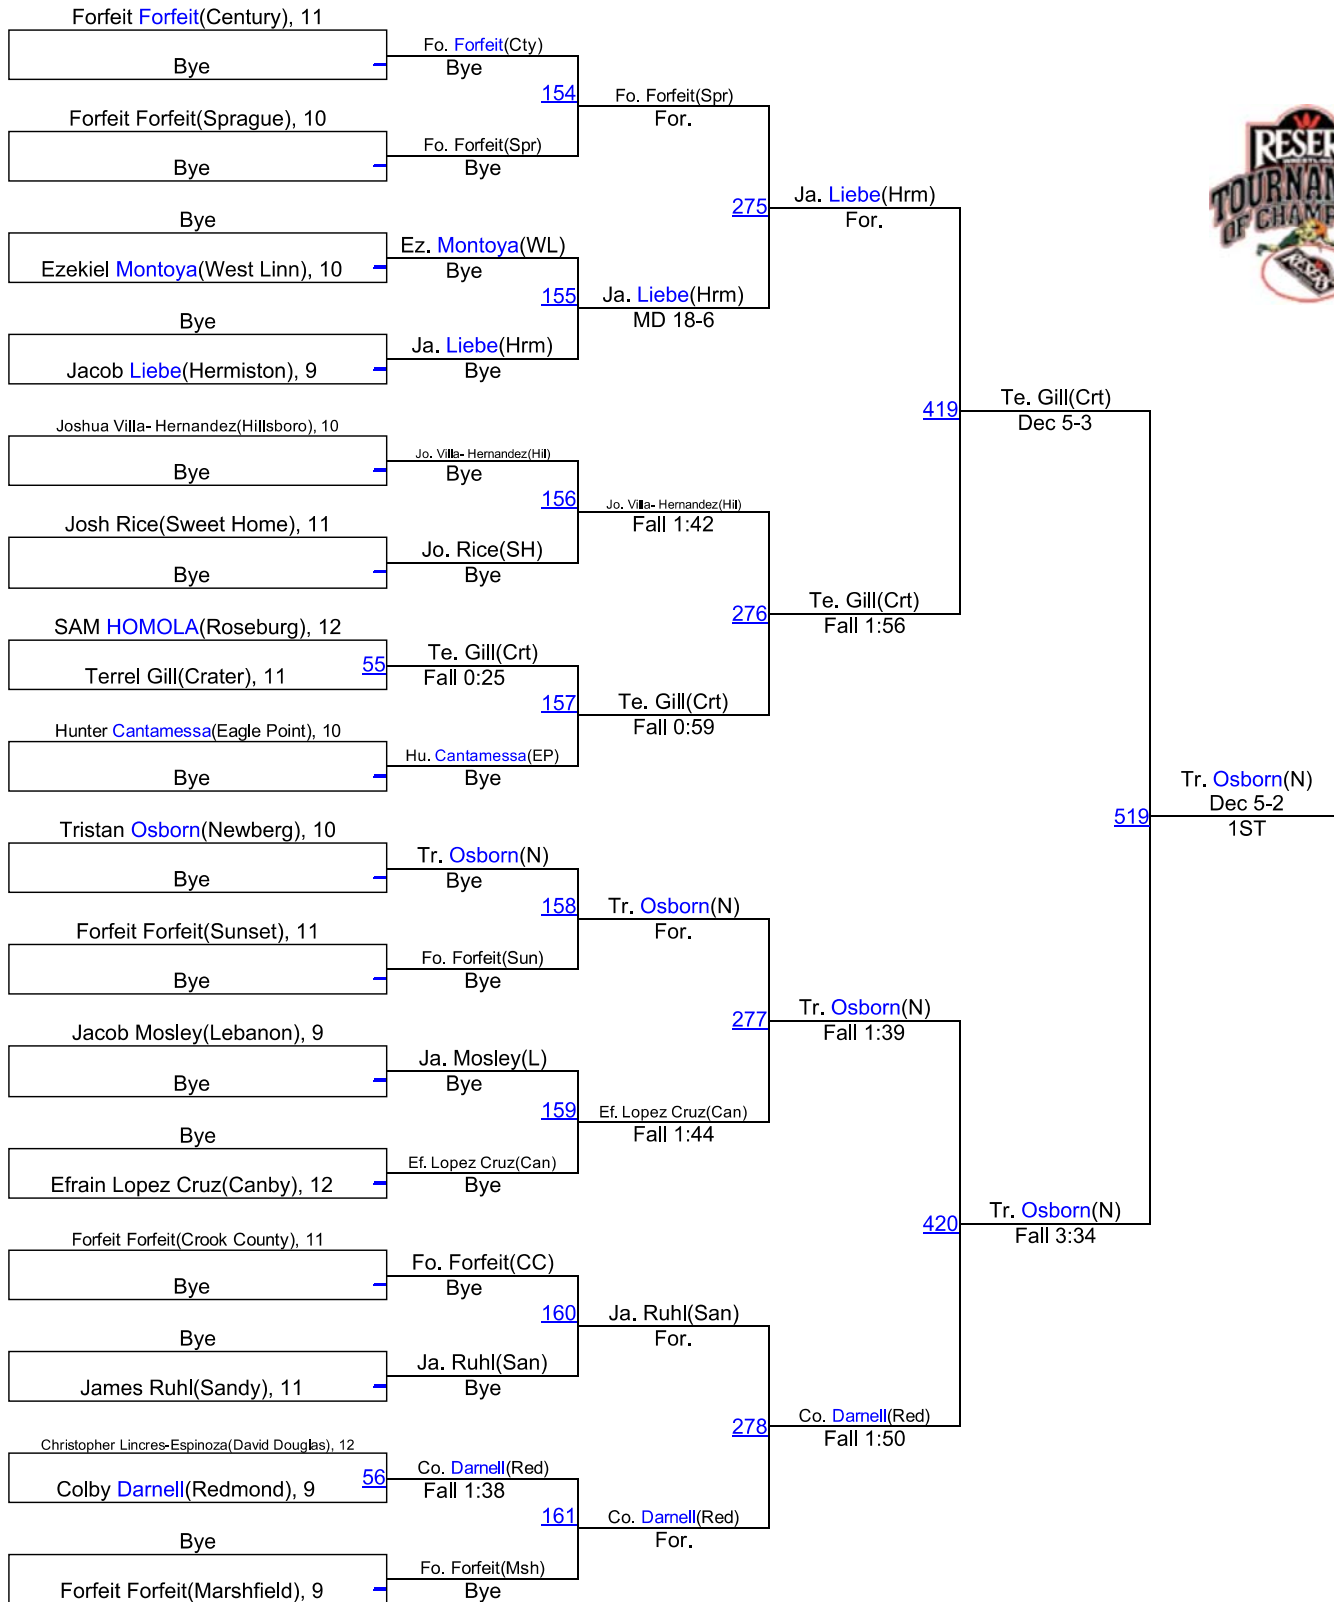 Forfeit Forfeit(Century), 11
Bye
Forfeit Forfeit(Sprague), 10
Bye
Bye
Ezekiel Montoya(West Linn), 10
Bye
Jacob Liebe(Hermiston), 9
Joshua Villa- Hernandez(Hillsboro), 10
Bye
Josh Rice(Sweet Home), 11
Bye
SAM HOMOLA(Roseburg), 12
55
Terrel Gill(Crater), 11
Hunter Cantamessa(Eagle Point), 10
Bye
Tristan Osborn(Newberg), 10
Bye
Forfeit Forfeit(Sunset), 11
Bye
Jacob Mosley(Lebanon), 9
Bye
Bye
Efrain Lopez Cruz(Canby), 12
Forfeit Forfeit(Crook County), 11
Bye
Bye
James Ruhl(Sandy), 11
Christopher Lincres-Espinoza(David Douglas), 12
56
Colby Darnell(Redmond), 9
Bye
Forfeit Forfeit(Marshfield), 9
Fo. Forfeit(Cty)
Bye
154
Fo. Forfeit(Spr)
Bye
Ez. Montoya(WL)
Bye
155
Ja. Liebe(Hrm)
Bye
Jo. Villa- Hernandez(Hil)
Bye
156
Jo. Rice(SH)
Bye
Te. Gill(Crt)
Fall 0:25
157
Hu. Cantamessa(EP)
Bye
Tr. Osborn(N)
Bye
158
Fo. Forfeit(Sun)
Bye
Ja. Mosley(L)
Bye
159
Ef. Lopez Cruz(Can)
Bye
Fo. Forfeit(CC)
Bye
160
Ja. Ruhl(San)
Bye
Co. Darnell(Red)
Fall 1:38
161
Fo. Forfeit(Msh)
Bye
Fo. Forfeit(Spr)
For.
275
Ja. Liebe(Hrm)
MD 18-6
Jo. Villa- Hernandez(Hil)
Fall 1:42
276
Te. Gill(Crt)
Fall 0:59
Tr. Osborn(N)
For.
277
Ef. Lopez Cruz(Can)
Fall 1:44
Ja. Ruhl(San)
For.
278
Co. Darnell(Red)
For.
Ja. Liebe(Hrm)
For.
419
Te. Gill(Crt)
Fall 1:56
Tr. Osborn(N)
Fall 1:39
420
Co. Darnell(Red)
Fall 1:50
Te. Gill(Crt)
Dec 5-3
519
Tr. Osborn(N)
Fall 3:34
Tr. Osborn(N)
Dec 5-2
1ST